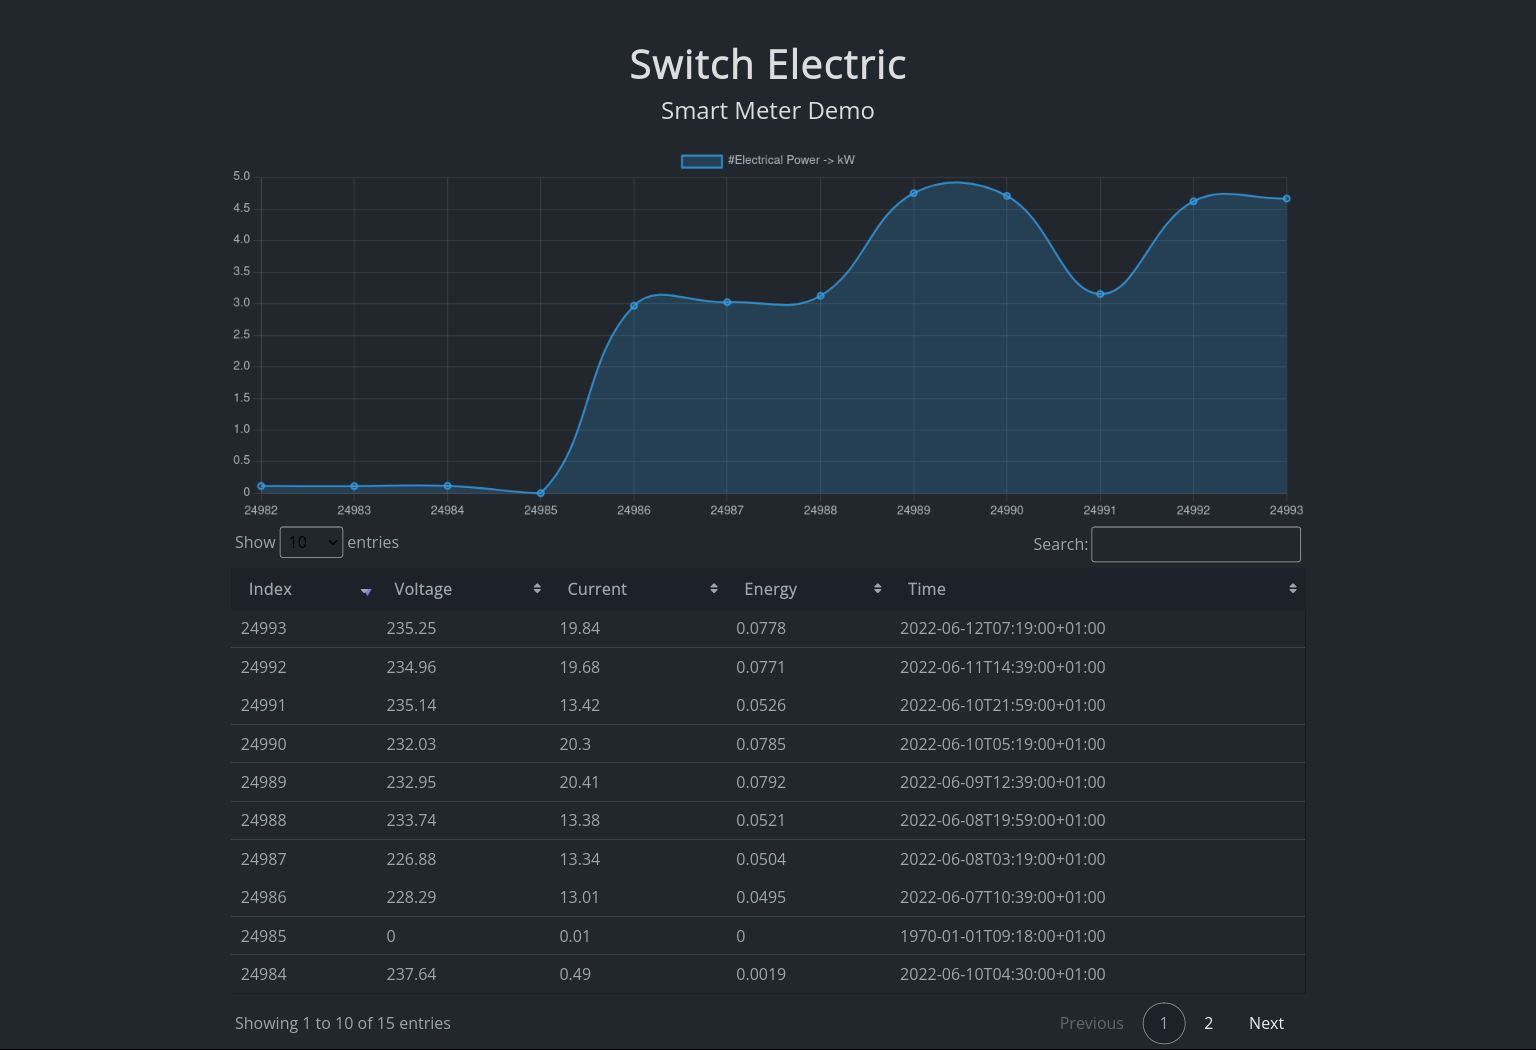 Switch Electric
Smart Meter Demo
#Electrical Power -> kW
5.0
4.5
4.0
3.5
3.0
2.5
2.0
1.5
1.0
0.5
0
24982 24983 24984 24985 24986 24987 24988 24989 24990 24991 24992 24993
Show 10 entries Search:
Index Voltage Current Energy Time
24993 235.25 19.84 0.0778 2022-06-12T07:19:00+01:00
24992 234.96 19.68 0.0771 2022-06-11T14:39:00+01:00
24991 235.14 13.42 0.0526 2022-06-10T21:59:00+01:00
24990 232.03 20.3 0.0785 2022-06-10T05:19:00+01:00
24989 232.95 20.41 0.0792 2022-06-09T12:39:00+01:00
24988 233.74 13.38 0.0521 2022-06-08T19:59:00+01:00
24987 226.88 13.34 0.0504 2022-06-08T03:19:00+01:00
24986 228.29 13.01 0.0495 2022-06-07T10:39:00+01:00
24985 0 0.01 0 1970-01-01T09:18:00+01:00
24984 237.64 0.49 0.0019 2022-06-10T04:30:00+01:00
Showing 1 to 10 of 15 entries Previous 1 2 Next